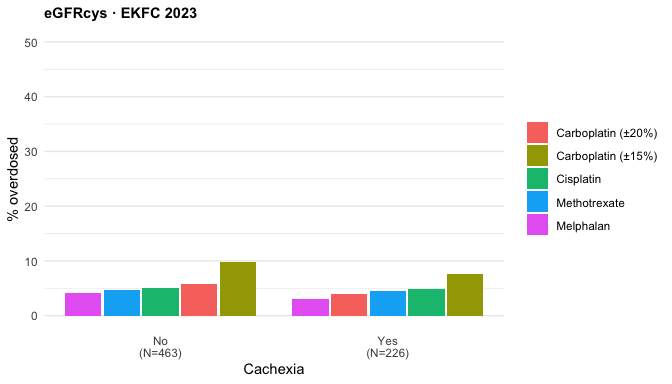 eGFRcys · EKFC 2023
% overdosed
50
40
30
20
10
0
No
(N=463)
Yes
(N=226)
Cachexia
Carboplatin (±20%)
Carboplatin (±15%)
Cisplatin
Methotrexate
Melphalan